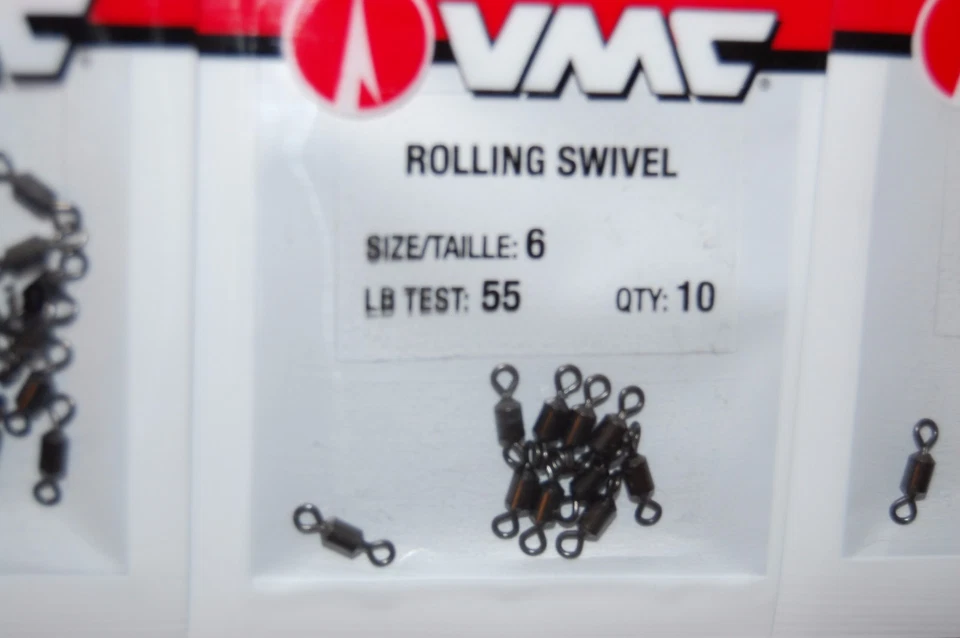 VMC
ROLLING SWIVEL
SIZE/TAILLE: 6
LB TEST: 55 QTY: 10